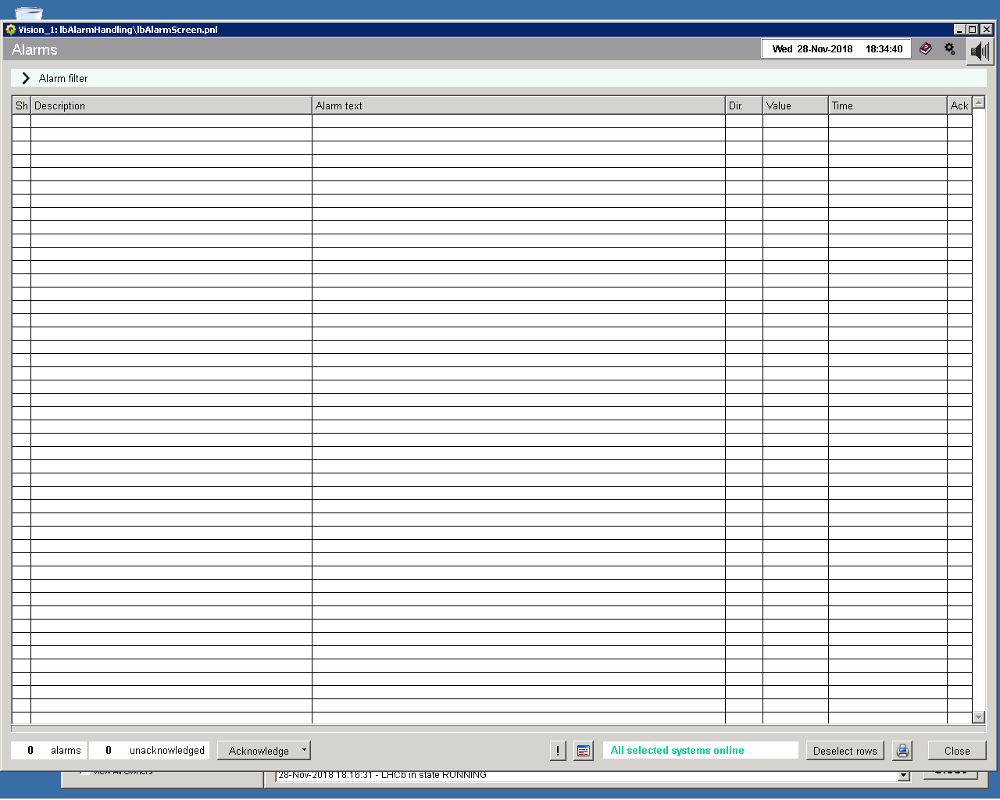 Vision_1: lbAlarmHandling\lbAlarmScreen.pnl
Alarms
Wed 28-Nov-2018 18:34:40
Alarm filter
Sh Description Alarm text Dir. Value Time Ack
0 alarms 0 unacknowledged Acknowledge ! All selected systems online Deselect rows Close
View All Owners 28-Nov-2018 18:16:31 - LHCb in state RUNNING Close